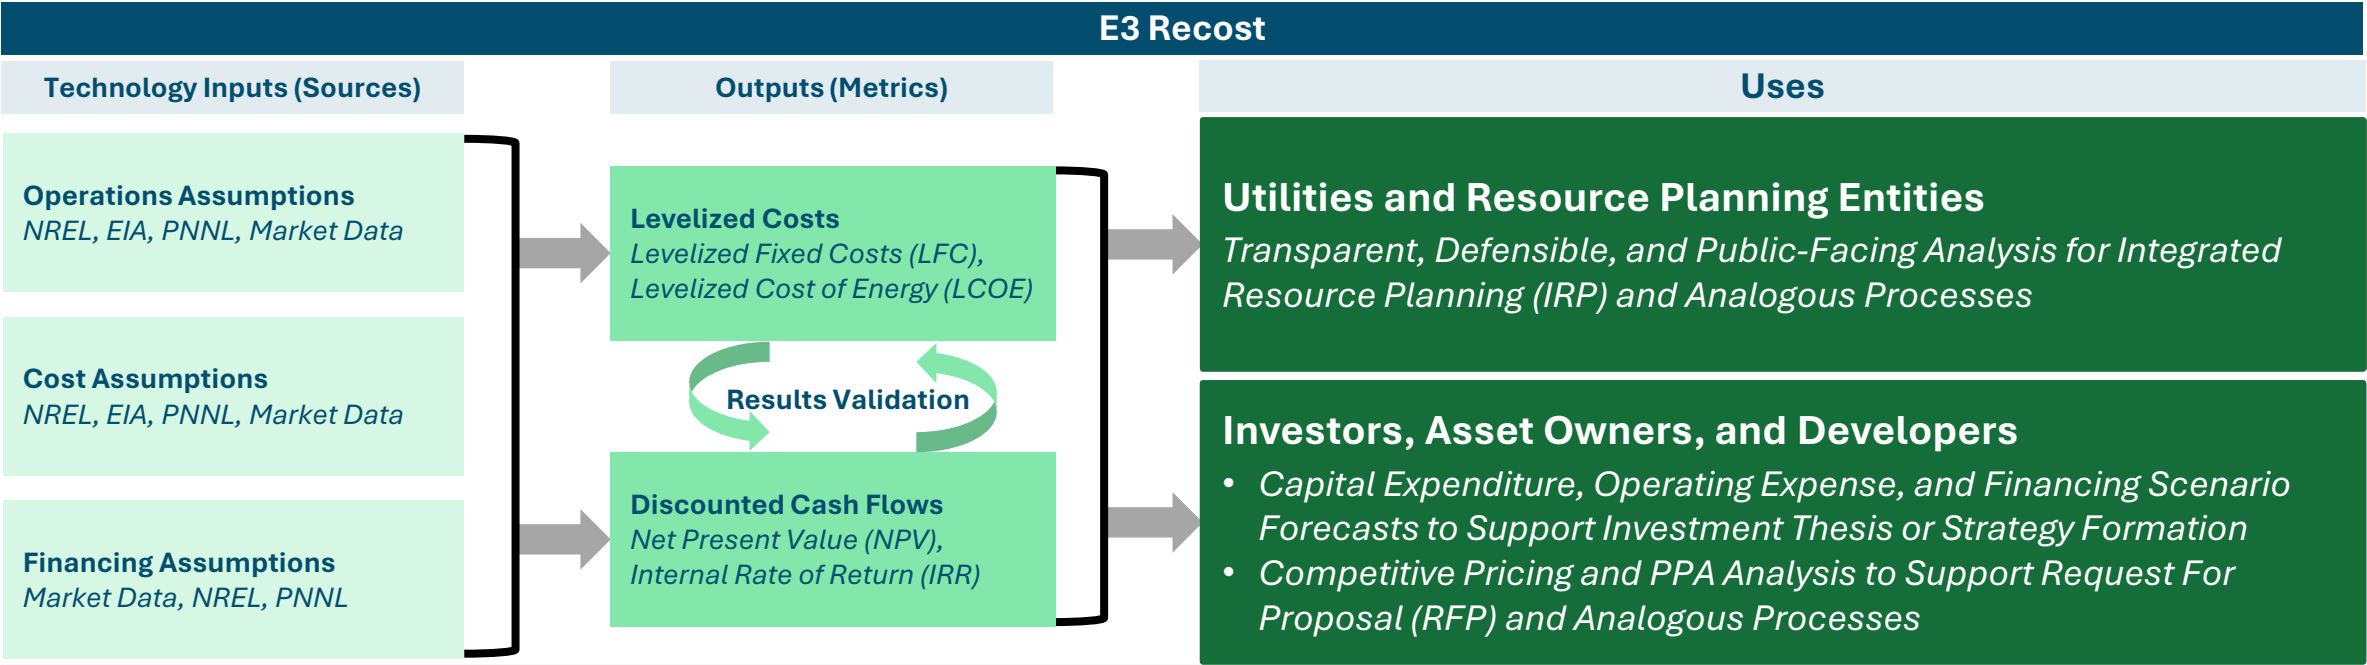 E3 Recost
Technology Inputs (Sources)
Operations Assumptions
NREL, EIA, PNNL, Market Data
Cost Assumptions
NREL, EIA, PNNL, Market Data
Financing Assumptions
Market Data, NREL, PNNL
Outputs (Metrics)
Levelized Costs
Levelized Fixed Costs (LFC),
Levelized Cost of Energy (LCOE)
Results Validation
Discounted Cash Flows
Net Present Value (NPV),
Internal Rate of Return (IRR)
Uses
Utilities and Resource Planning Entities
Transparent, Defensible, and Public-Facing Analysis for Integrated
Resource Planning (IRP) and Analogous Processes
Investors, Asset Owners, and Developers
• Capital Expenditure, Operating Expense, and Financing Scenario
Forecasts to Support Investment Thesis or Strategy Formation
• Competitive Pricing and PPA Analysis to Support Request For
Proposal (RFP) and Analogous Processes